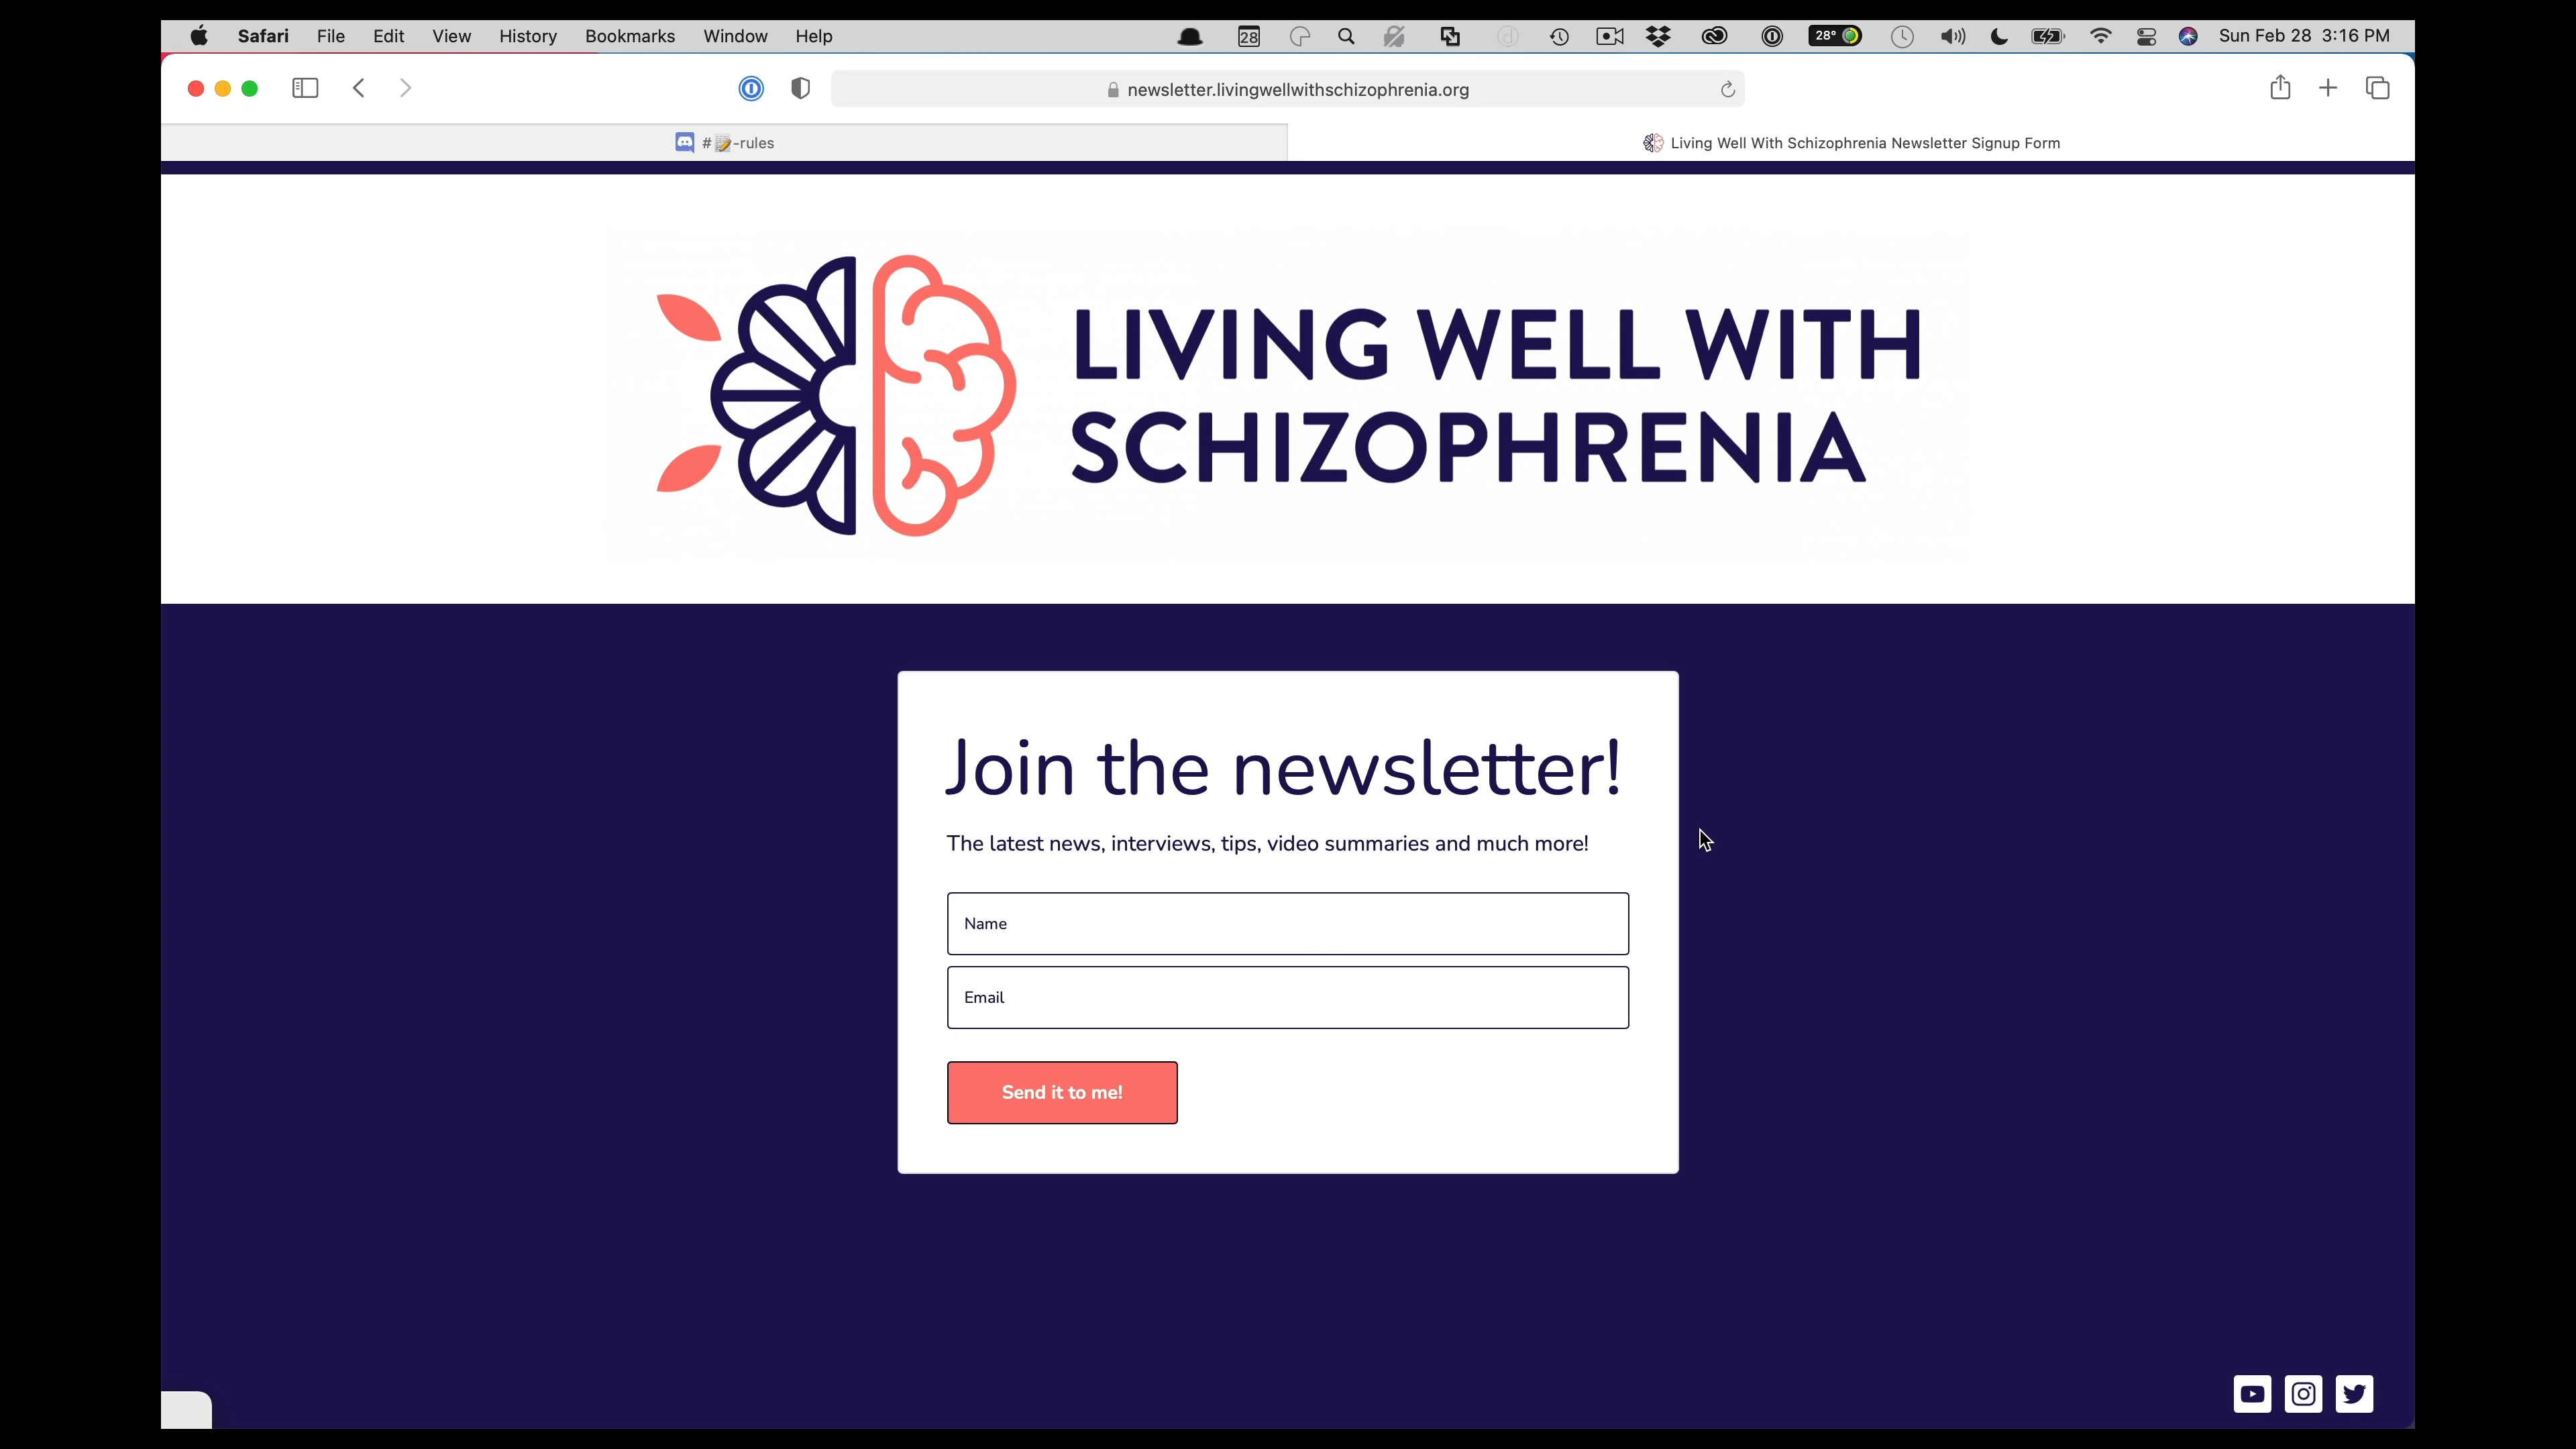 Safari File Edit View History Bookmarks Window Help 28 28° Sun Feb 28 3:16 PM
newsletter.livingwellwithschizophrenia.org
#📝-rules
Living Well With Schizophrenia Newsletter Signup Form
LIVING WELL WITH
SCHIZOPHRENIA
Join the newsletter!
The latest news, interviews, tips, video summaries and much more!
Name
Email
Send it to me!